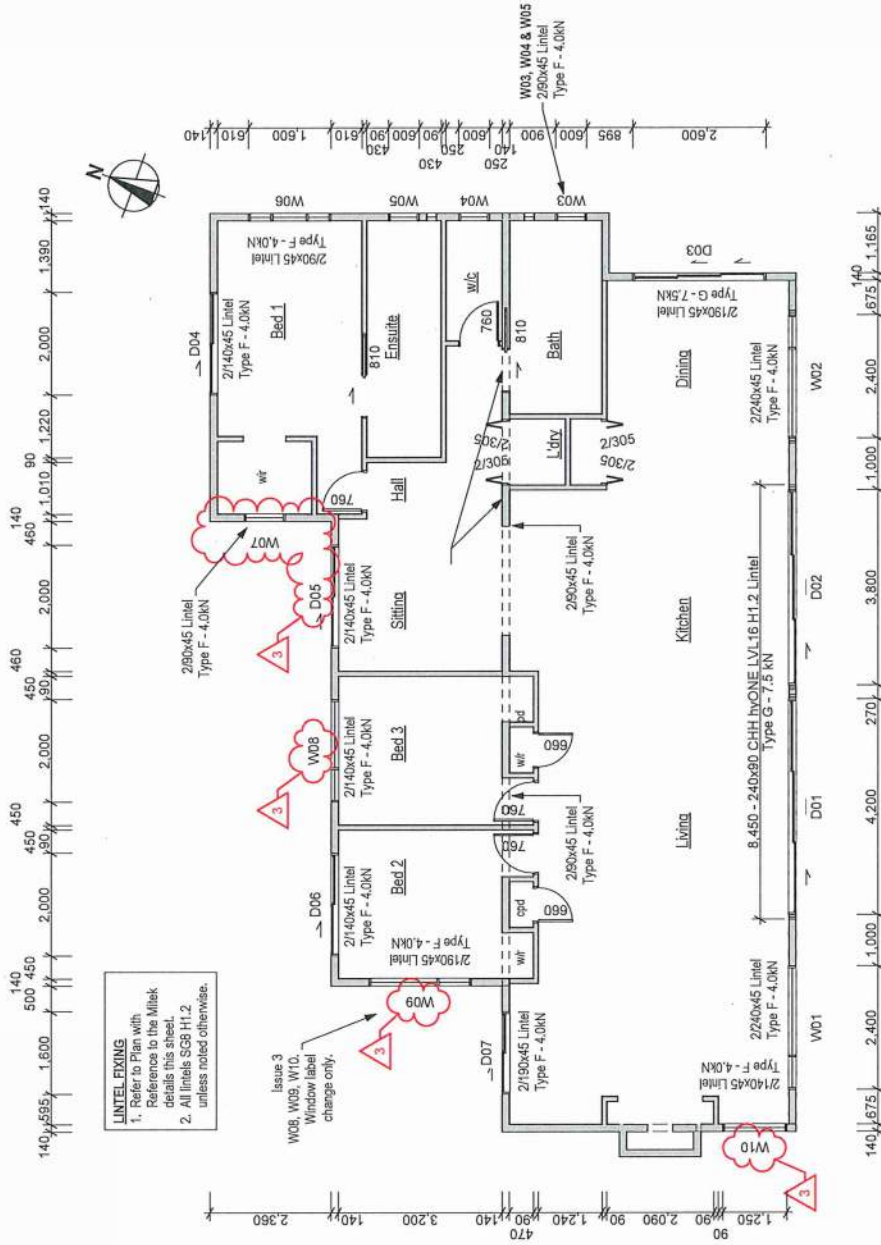 LINTEL FIXING
1. Refer to Plan with
Reference to the Mitek
details this sheet.
2. All lintels SG8 H1.2
unless noted otherwise.
Issue 3
W08, W09, W10.
Window label
change only.
N
140 595 1,600 500 140 450 2,000 490 450 450 2,000 490 450 460 2,000 460 140 1,010 90 1,220 2,000 1,390 140
140
610
1,600
610
90
430
600
90
430
250
600
140
250
900
600
895
2,600
2,360
140
3,200
140
470
90
1,240
90
2,090
90
1,250
D04
2/140x45 Lintel
Type F - 4.0kN
Bed 1
2/90x45 Lintel
Type F - 4.0kN
W06
w/r
W07
2/90x45 Lintel
Type F - 4.0kN
760
810
Ensuite
W05
W04
w/c
760
810
W03
W03, W04 & W05
2/90x45 Lintel
Type F - 4.0kN
Bath
Hall
D05
3
2/140x45 Lintel
Type F - 4.0kN
Sitting
2/305
2/305
L'dry
2/305
2/305
2/90x45 Lintel
Type F - 4.0kN
W08
3
2/140x45 Lintel
Type F - 4.0kN
Bed 3
w/r
660
760
D06
2/140x45 Lintel
Type F - 4.0kN
Bed 2
2/190x45 Lintel
Type F - 4.0kN
W09
3
760
cpd
660
w/r
2/90x45 Lintel
Type F - 4.0kN
D07
2/190x45 Lintel
Type F - 4.0kN
D03
2/190x45 Lintel
Type G - 7.5kN
Dining
2/240x45 Lintel
Type F - 4.0kN
Kitchen
Living
8,450 - 240x90 CHH hyONE LVL16 H1.2 Lintel
Type G - 7.5 kN
2/240x45 Lintel
Type F - 4.0kN
2/140x45 Lintel
Type F - 4.0kN
W10
3
W01
D01
D02
W02
140 675 2,400 1,000 4,200 270 3,800 1,000 2,400 675 140 1,165